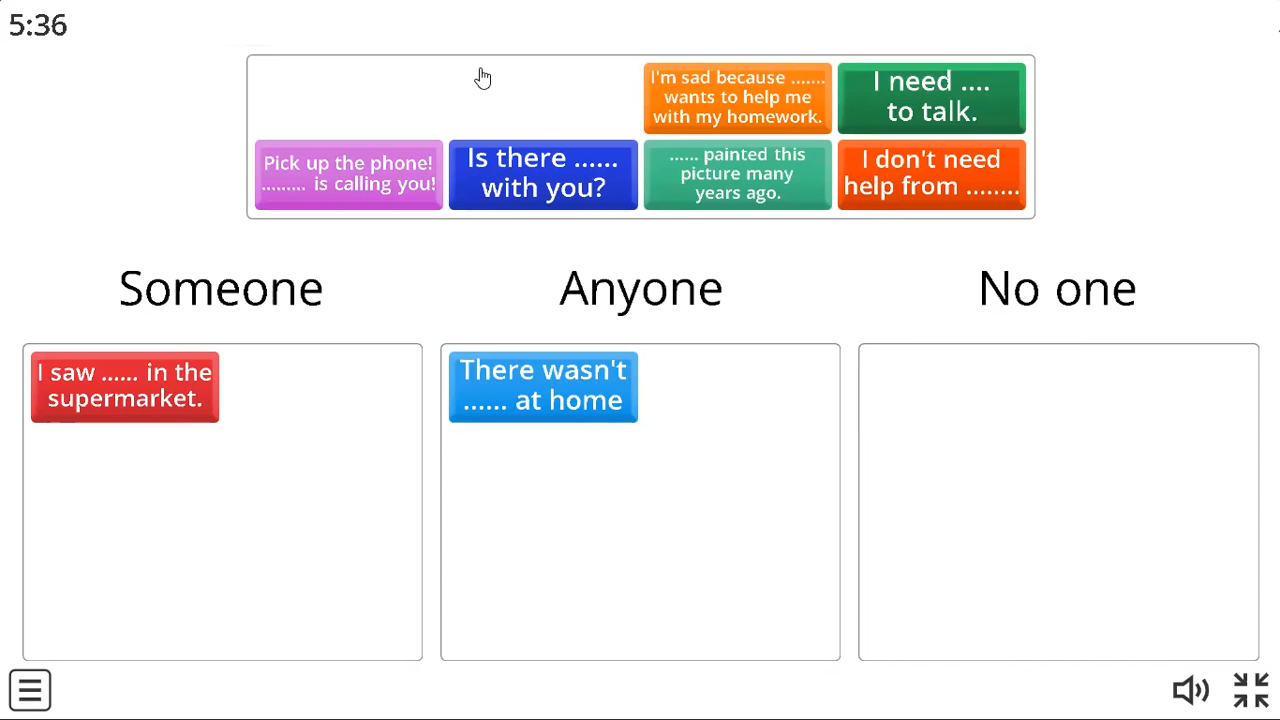 5:36
I'm sad because .......
wants to help me
with my homework.
I need ....
to talk.
Pick up the phone!
......... is calling you!
Is there ......
with you?
...... painted this
picture many
years ago.
I don't need
help from ........
Someone
Anyone
No one
I saw ...... in the
supermarket.
There wasn't
...... at home